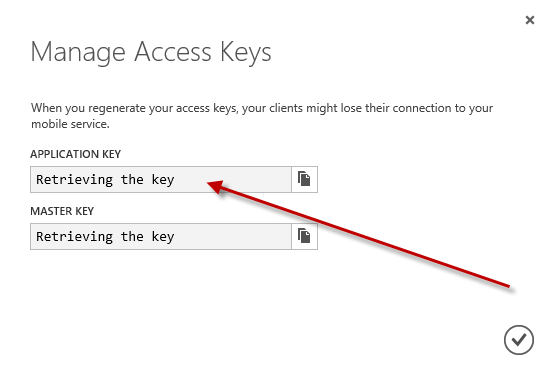 Manage Access Keys
When you regenerate your access keys, your clients might lose their connection to your
mobile service.
APPLICATION KEY
Retrieving the key
MASTER KEY
Retrieving the key